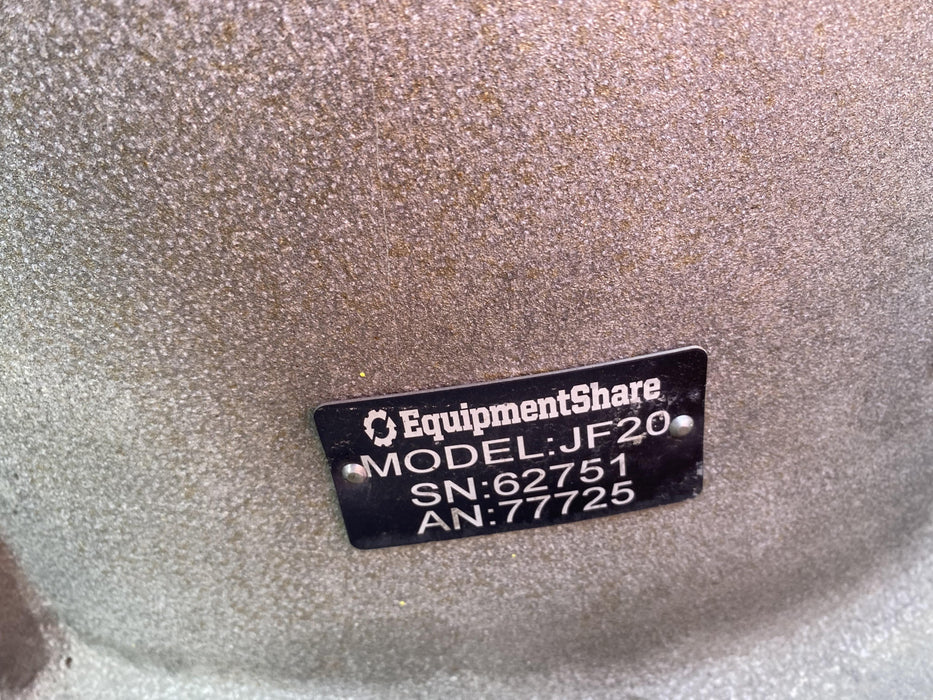 EquipmentShare
MODEL:JF20
SN:62751
AN:77725